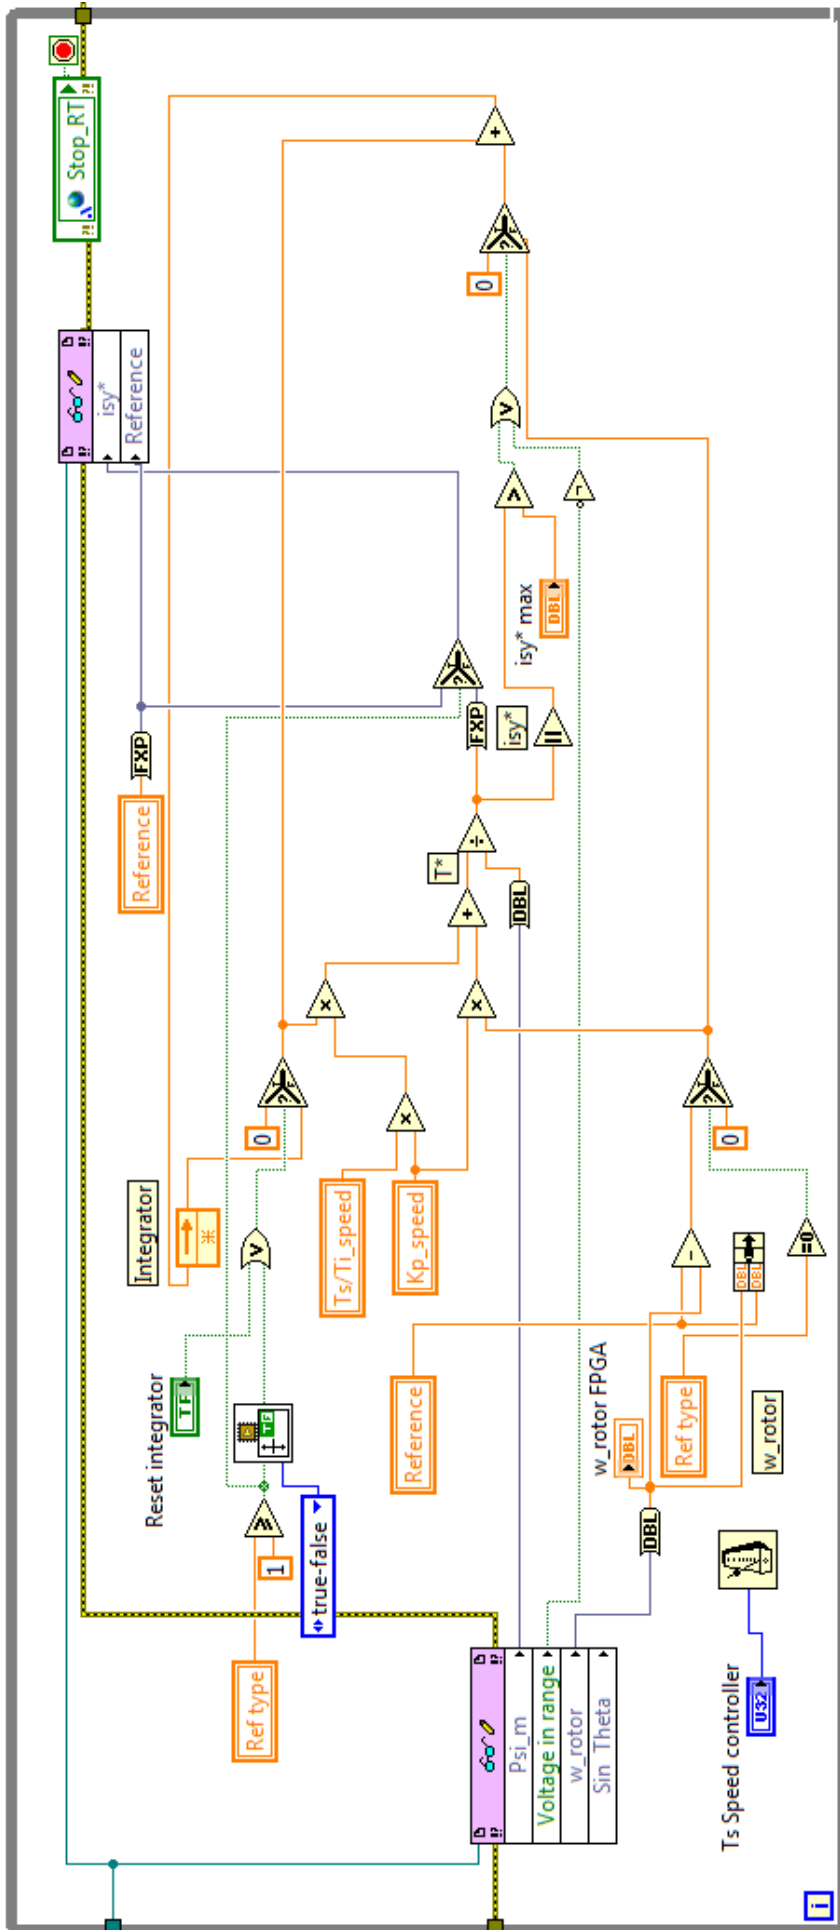 Stop_RT
isy*
Reference
Reference
FXP
Integrator
0
Reset integrator
TF
TF
true-false
1
Ref type
Ts/Ti_speed
Kp_speed
T*
DBL
FXP
isy*
isy* max
DBL
0
Psi_m
Voltage in range
w_rotor
Sin Theta
Reference
w_rotor FPGA
DBL
DBL
Ref type
w_rotor
DBL
DBL
=0
0
Ts Speed controller
U32
i